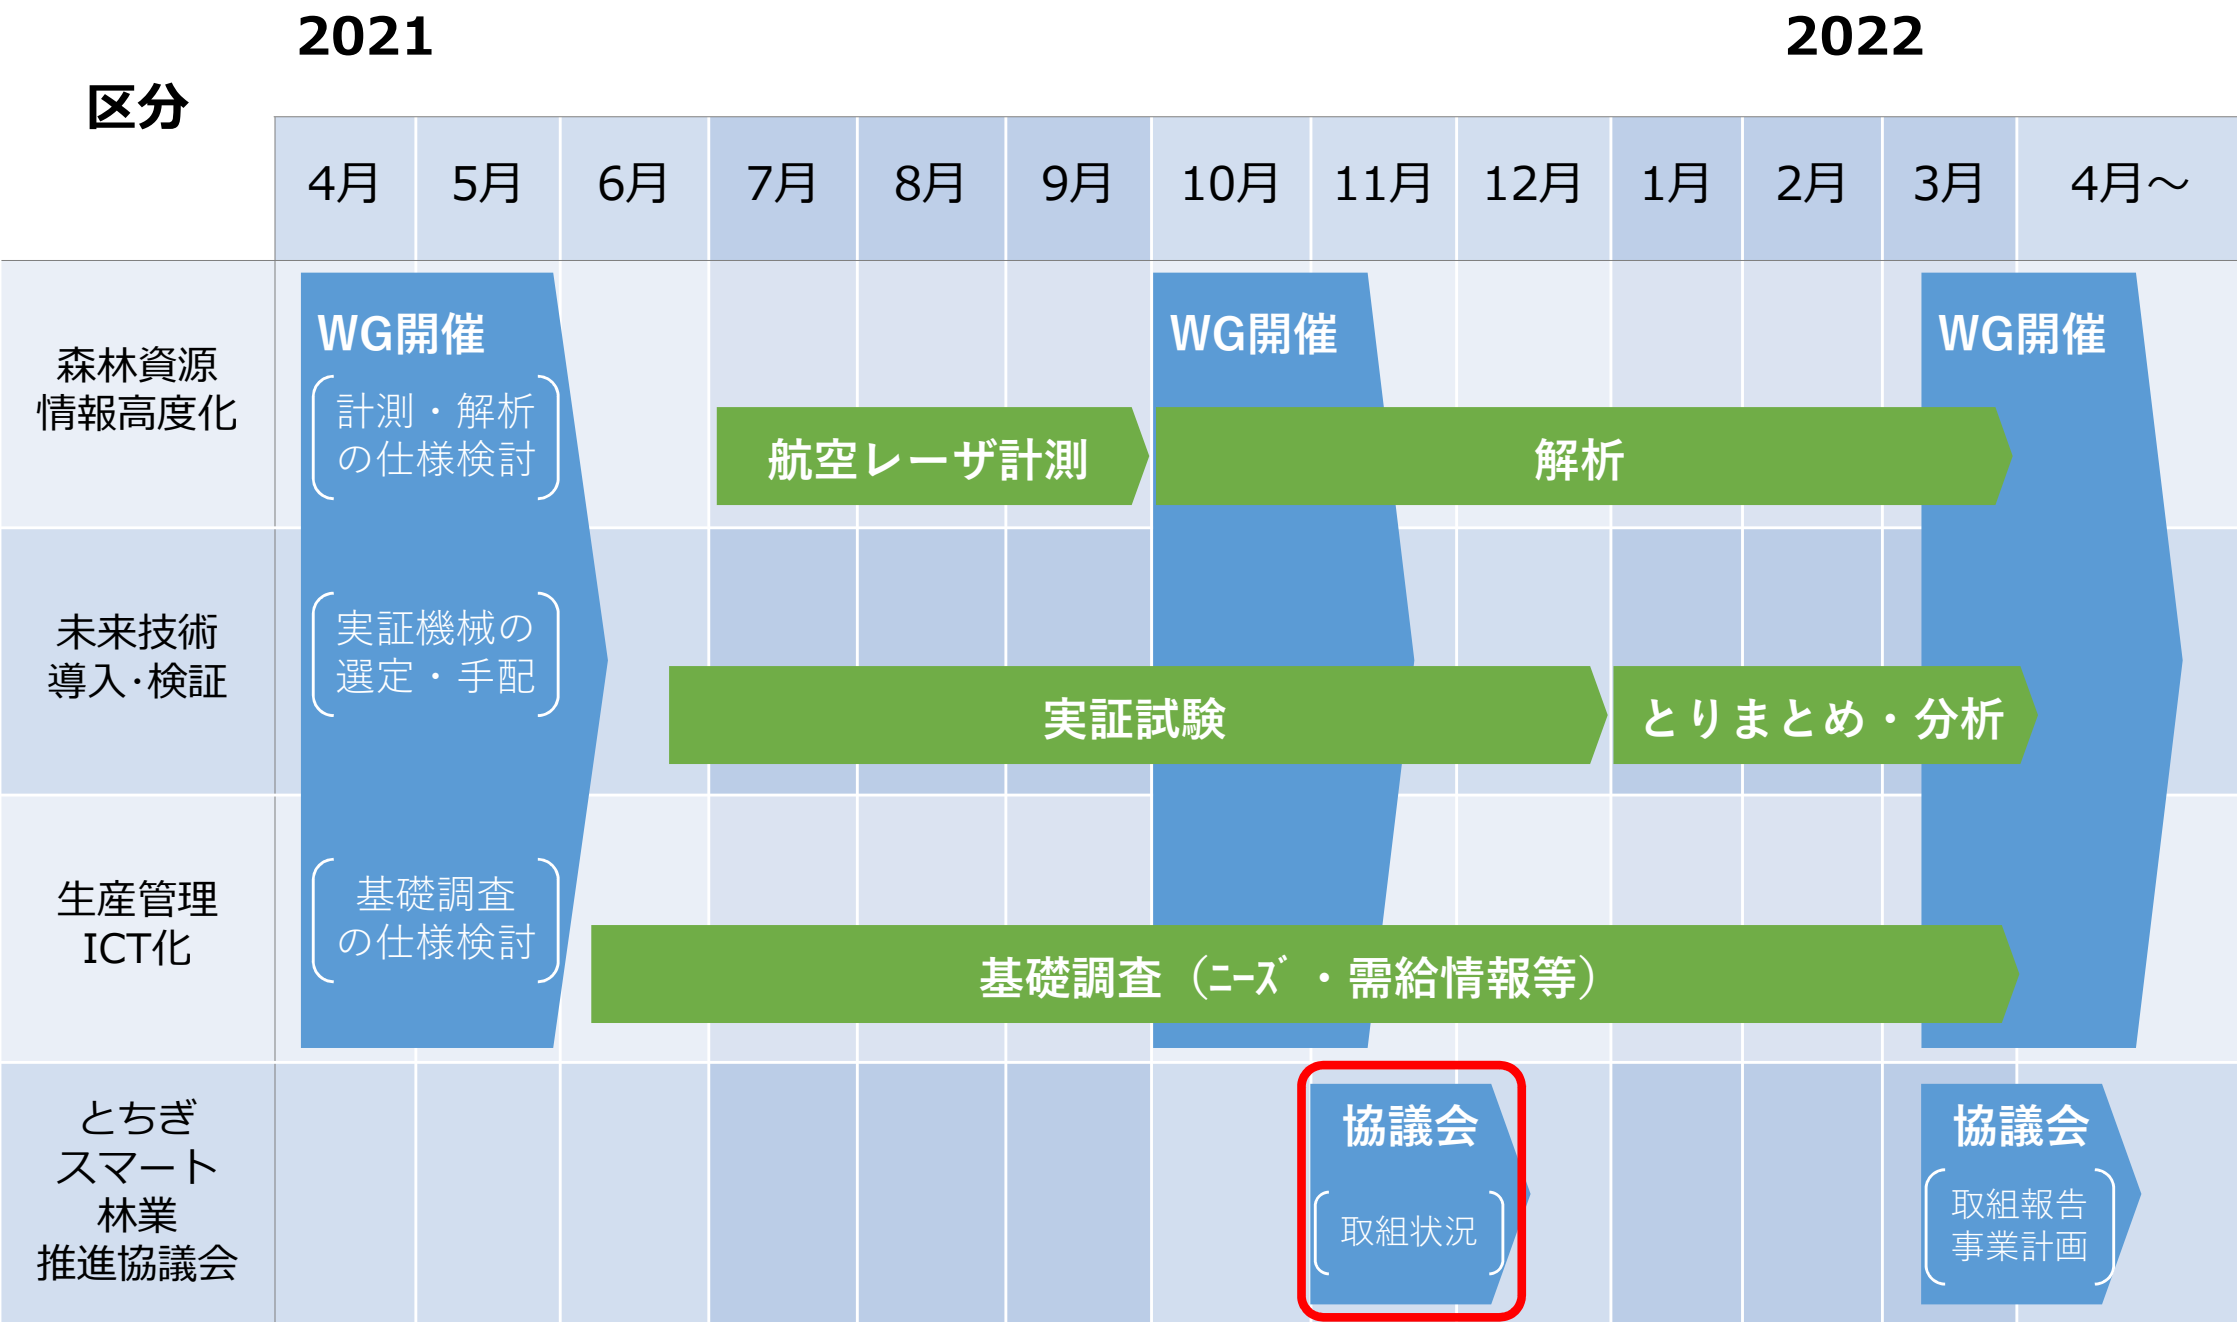 2021
2022
区分
4月
5月
6月
7月
8月
9月
10月
11月
12月
1月
2月
3月
4月～
森林資源
情報高度化
WG開催
計測・解析
の仕様検討
航空レーザ計測
WG開催
解析
WG開催
未来技術
導入･検証
実証機械の
選定・手配
実証試験
とりまとめ・分析
生産管理
ICT化
基礎調査
の仕様検討
基礎調査（ﾆｰｽﾞ・需給情報等）
とちぎ
スマート
林業
推進協議会
協議会
取組状況
協議会
取組報告
事業計画